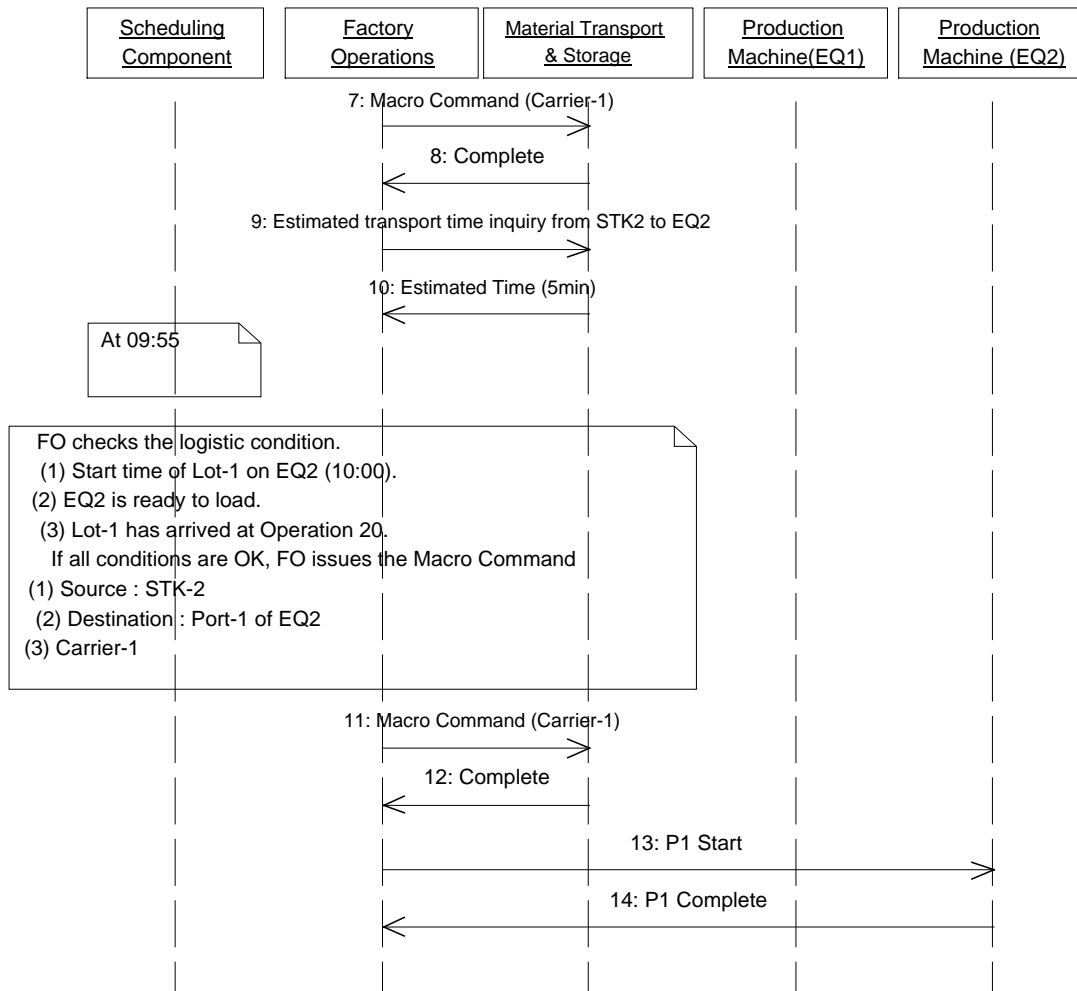 Scheduling
Component
Factory
Operations
Material Transport
& Storage
Production
Machine(EQ1)
Production
Machine (EQ2)
7: Macro Command (Carrier-1)
8: Complete
9: Estimated transport time inquiry from STK2 to EQ2
10: Estimated Time (5min)
At 09:55
FO checks the logistic condition.
(1) Start time of Lot-1 on EQ2 (10:00).
(2) EQ2 is ready to load.
(3) Lot-1 has arrived at Operation 20.
If all conditions are OK, FO issues the Macro Command
(1) Source : STK-2
(2) Destination : Port-1 of EQ2
(3) Carrier-1
11: Macro Command (Carrier-1)
12: Complete
13: P1 Start
14: P1 Complete